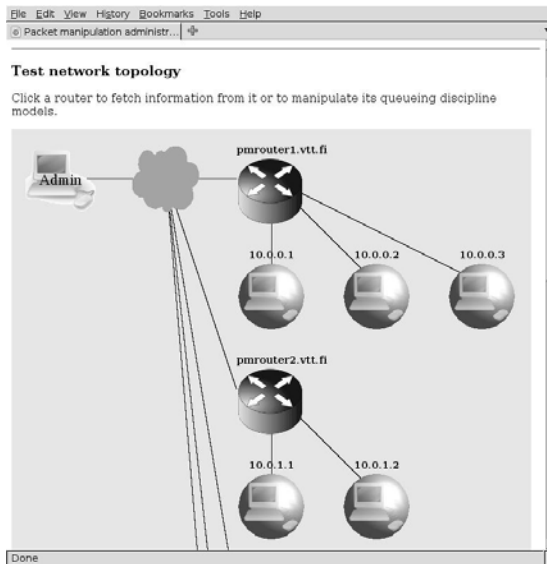 File Edit View History Bookmarks Tools Help
Packet manipulation administr...
Test network topology
Click a router to fetch information from it or to manipulate its queueing discipline
models.
pmrouter1.vtt.fi
Admin
10.0.0.1 10.0.0.2 10.0.0.3
pmrouter2.vtt.fi
10.0.1.1 10.0.1.2
Done